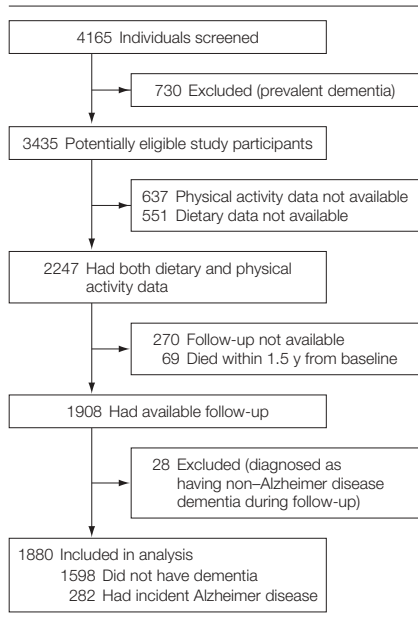 4165 Individuals screened
730 Excluded (prevalent dementia)
3435 Potentially eligible study participants
637 Physical activity data not available
551 Dietary data not available
2247 Had both dietary and physical
activity data
270 Follow-up not available
69 Died within 1.5 y from baseline
1908 Had available follow-up
28 Excluded (diagnosed as
having non–Alzheimer disease
dementia during follow-up)
1880 Included in analysis
1598 Did not have dementia
282 Had incident Alzheimer disease